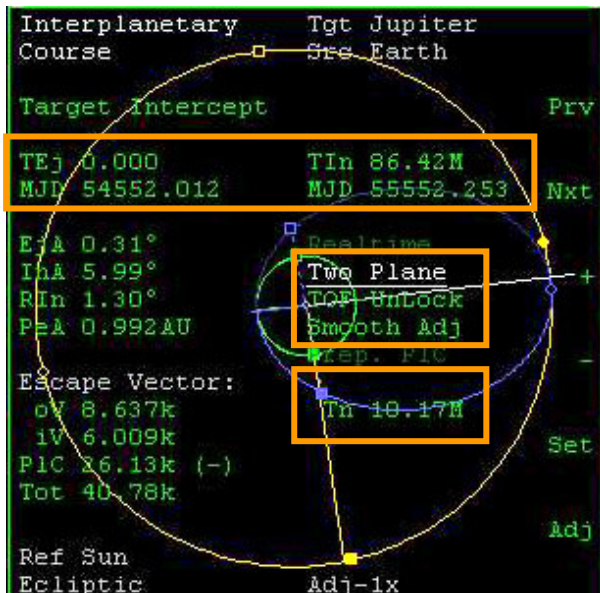 Interplanetary Tgt Jupiter
Course Src Earth
Target Intercept Prv
TEj 0.000 TIn 86.42M
MJD 54552.012 MJD 55552.253 Nxt
EjA 0.31° Realtime
InA 5.99° Two Plane +
RIn 1.30° TOF UnLock
PeA 0.992AU Smooth Adj
Prep. PlC -
Escape Vector:
oV 8.637k Tn 10.17M
iV 6.009k Set
PlC 26.13k (-)
Tot 40.78k
Adj
Ref Sun
Ecliptic Adj-1x